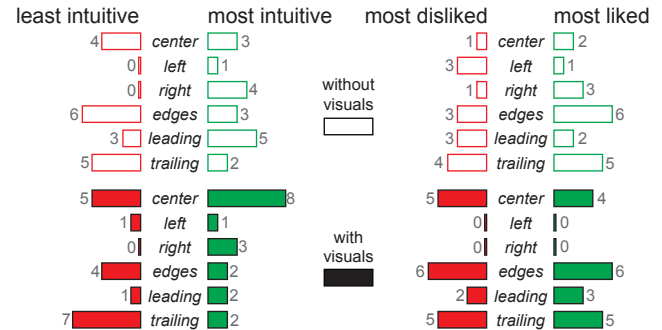 least intuitive most intuitive most disliked most liked
4 center 3 1 center 2
0 left 1 3 left 1
0 right 4 1 right 3
6 edges 3 3 edges 6
3 leading 5 3 leading 2
5 trailing 2 4 trailing 5
without
visuals
5 center 8 5 center 4
1 left 1 0 left 0
0 right 3 0 right 0
4 edges 2 6 edges 6
1 leading 2 2 leading 3
7 trailing 2 5 trailing 5
with
visuals